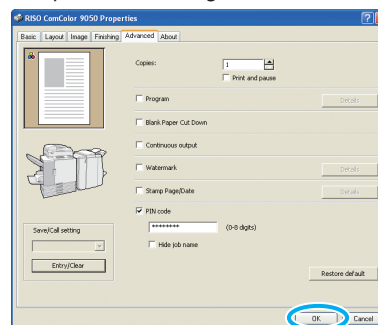 RISO ComColor 9050 Properties
Basic Layout Image Finishing Advanced About
Copies: 1
Print and pause
Program Details
Blank Paper Cut Down
Continuous output
Watermark Details
Stamp Page/Date Details
PIN code
******** (0-8 digits)
Hide job name
Save/Call setting
Entry/Clear
Restore default
OK Cancel